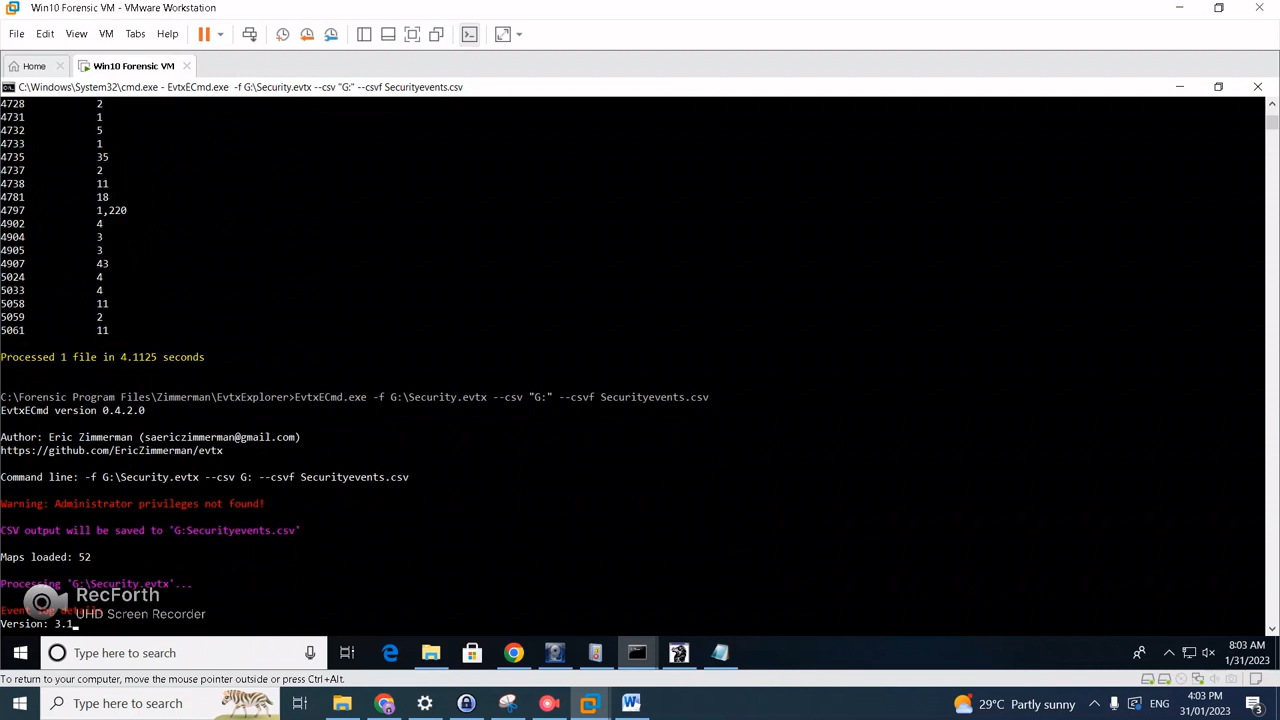 Win10 Forensic VM - VMware Workstation
File Edit View VM Tabs Help
Home Win10 Forensic VM
C:\Windows\System32\cmd.exe - EvtxECmd.exe -f G:\Security.evtx --csv "G:" --csvf Securityevents.csv
4728 2
4731 1
4732 5
4733 1
4735 35
4737 2
4738 11
4781 18
4797 1,220
4902 4
4904 3
4905 3
4907 43
5024 4
5033 4
5058 11
5059 2
5061 11
Processed 1 file in 4.1125 seconds
C:\Forensic Program Files\Zimmerman\EvtxExplorer>EvtxECmd.exe -f G:\Security.evtx --csv "G:" --csvf Securityevents.csv
EvtxECmd version 0.4.2.0
Author: Eric Zimmerman (saericzimmerman@gmail.com)
https://github.com/EricZimmerman/evtx
Command line: -f G:\Security.evtx --csv G: --csvf Securityevents.csv
Warning: Administrator privileges not found!
CSV output will be saved to 'G:Securityevents.csv'
Maps loaded: 52
Processing 'G:\Security.evtx'...
RecForth
Event log details
UHD Screen Recorder
Version: 3.1
Type here to search
8:03 AM
1/31/2023
To return to your computer, move the mouse pointer outside or press Ctrl+Alt.
Type here to search
29°C Partly sunny
ENG
4:03 PM
31/01/2023
3